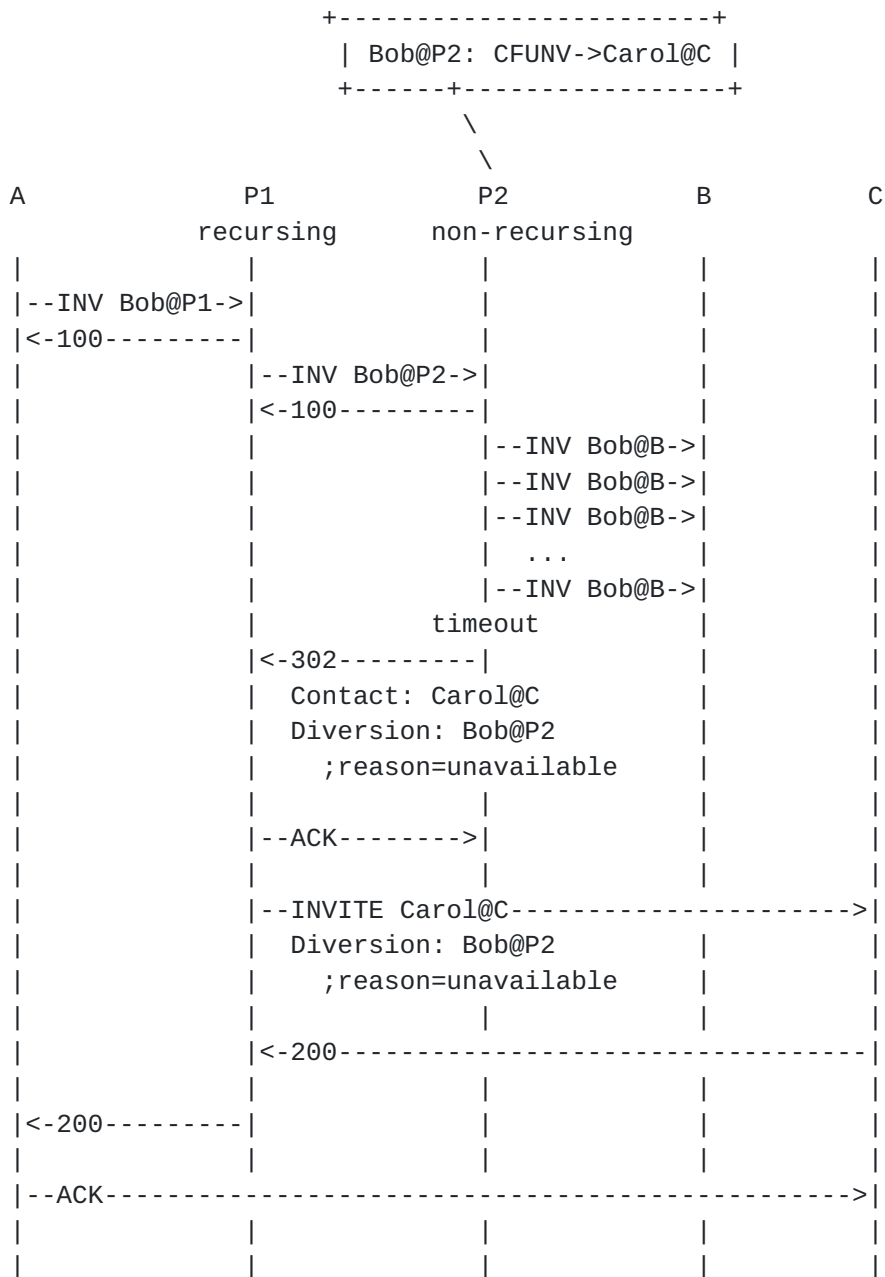 +------------------------+
| Bob@P2: CFUNV->Carol@C |
+------+-----------------+
\
\
A P1 P2 B C
recursing non-recursing
| | | | |
|--INV Bob@P1->| | | |
|<-100---------| | | |
| |--INV Bob@P2->| | |
| |<-100---------| | |
| | |--INV Bob@B->| |
| | |--INV Bob@B->| |
| | |--INV Bob@B->| |
| | | ... | |
| | |--INV Bob@B->| |
| | timeout | |
| |<-302---------| | |
| | Contact: Carol@C | |
| | Diversion: Bob@P2 | |
| | ;reason=unavailable | |
| | | | |
| |--ACK-------->| | |
| | | | |
| |--INVITE Carol@C---------------------->|
| | Diversion: Bob@P2 | |
| | ;reason=unavailable | |
| | | | |
| |<-200----------------------------------|
| | | | |
|<-200---------| | | |
| | | | |
|--ACK------------------------------------------------>|
| | | | |
| | | | |